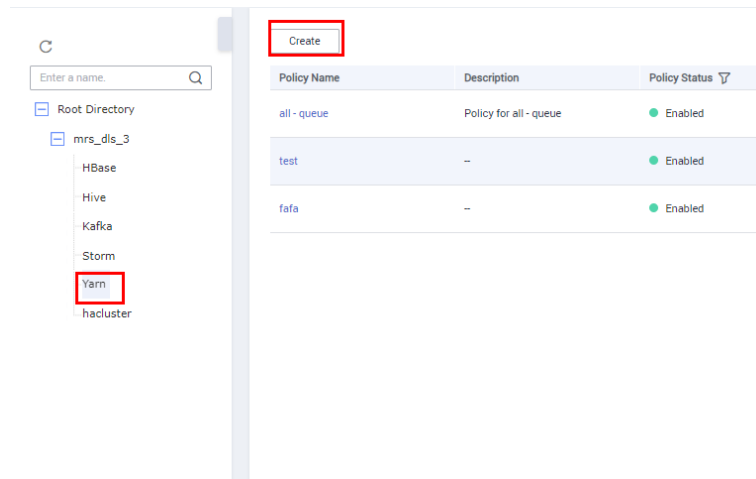 Create
Enter a name.
Policy Name Description Policy Status
Root Directory
all - queue Policy for all - queue Enabled
mrs_dls_3
test -- Enabled
HBase
Hive
fafa -- Enabled
Kafka
Storm
Yarn
hacluster